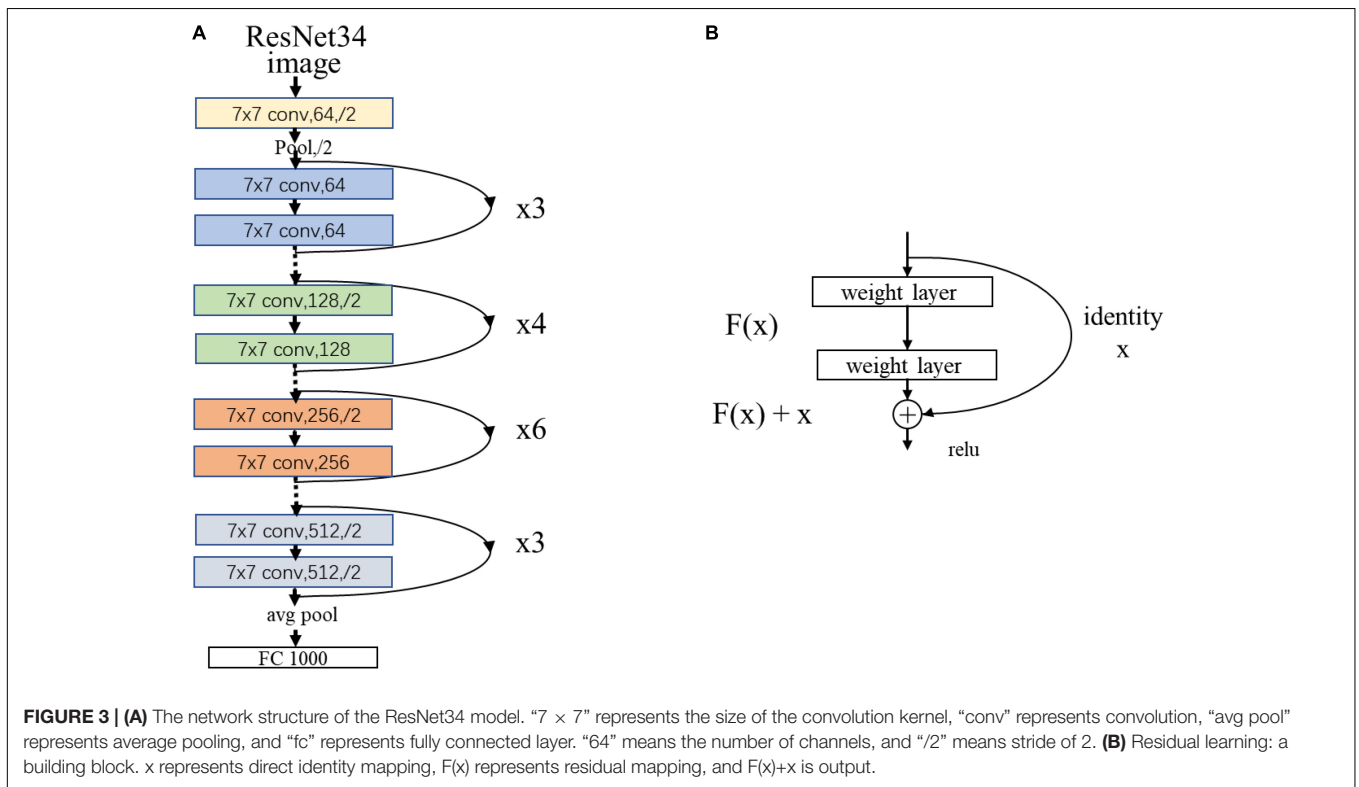 A
ResNet34
image
7x7 conv,64,/2
Pool,/2
7x7 conv,64
7x7 conv,64
x3
7x7 conv,128,/2
7x7 conv,128
x4
7x7 conv,256,/2
7x7 conv,256
x6
7x7 conv,512,/2
7x7 conv,512,/2
x3
avg pool
FC 1000
B
weight layer
F(x)
identity
x
weight layer
F(x) + x
+
relu
FIGURE 3 | (A) The network structure of the ResNet34 model. “7 × 7” represents the size of the convolution kernel, “conv” represents convolution, “avg pool”
represents average pooling, and “fc” represents fully connected layer. “64” means the number of channels, and “/2” means stride of 2. (B) Residual learning: a
building block. x represents direct identity mapping, F(x) represents residual mapping, and F(x)+x is output.